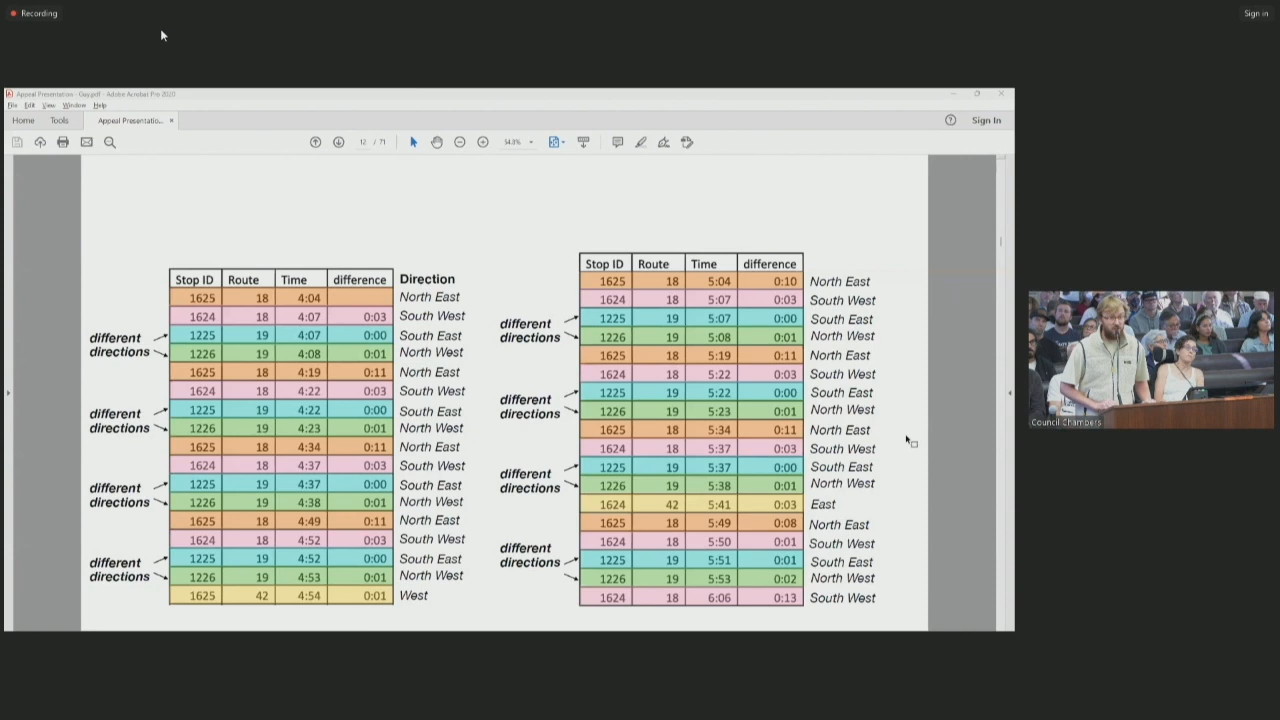 Recording
Sign in
Appeal Presentation - Guy.pdf - Adobe Acrobat Pro 2020
File Edit View Window Help
Home Tools Appeal Presentatio... ×
Sign In
12 / 71 54.3%
Stop ID Route Time difference Direction
1625 18 4:04 North East
1624 18 4:07 0:03 South West
different directions
1225 19 4:07 0:00 South East
1226 19 4:08 0:01 North West
1625 18 4:19 0:11 North East
1624 18 4:22 0:03 South West
different directions
1225 19 4:22 0:00 South East
1226 19 4:23 0:01 North West
1625 18 4:34 0:11 North East
1624 18 4:37 0:03 South West
different directions
1225 19 4:37 0:00 South East
1226 19 4:38 0:01 North West
1625 18 4:49 0:11 North East
1624 18 4:52 0:03 South West
different directions
1225 19 4:52 0:00 South East
1226 19 4:53 0:01 North West
1625 42 4:54 0:01 West
Stop ID Route Time difference
1625 18 5:04 0:10 North East
1624 18 5:07 0:03 South West
different directions
1225 19 5:07 0:00 South East
1226 19 5:08 0:01 North West
1625 18 5:19 0:11 North East
1624 18 5:22 0:03 South West
different directions
1225 19 5:22 0:00 South East
1226 19 5:23 0:01 North West
1625 18 5:34 0:11 North East
1624 18 5:37 0:03 South West
different directions
1225 19 5:37 0:00 South East
1226 19 5:38 0:01 North West
1624 42 5:41 0:03 East
1625 18 5:49 0:08 North East
1624 18 5:50 0:01 South West
different directions
1225 19 5:51 0:01 South East
1226 19 5:53 0:02 North West
1624 18 6:06 0:13 South West
Council Chambers